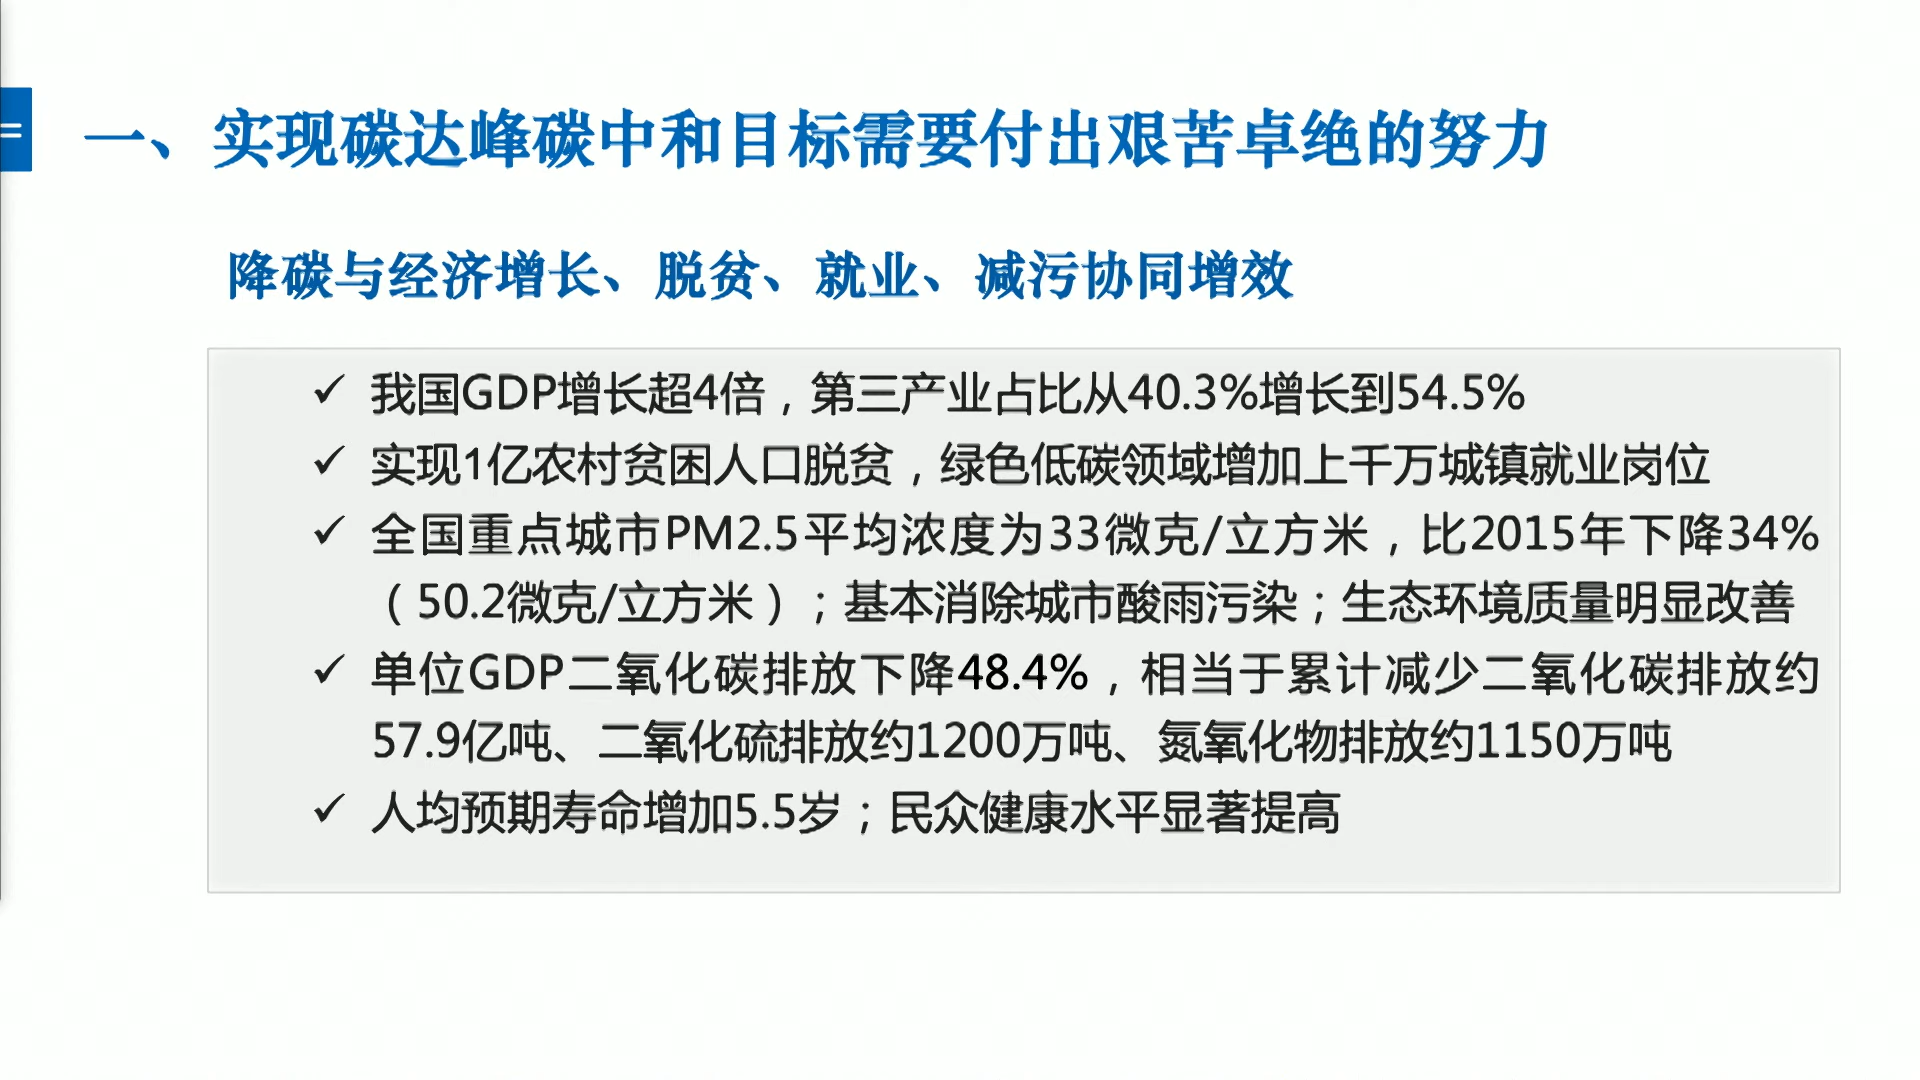 一、实现碳达峰碳中和目标需要付出艰苦卓绝的努力
降碳与经济增长、脱贫、就业、减污协同增效
✓ 我国GDP增长超4倍，第三产业占比从40.3%增长到54.5%
✓ 实现1亿农村贫困人口脱贫，绿色低碳领域增加上千万城镇就业岗位
✓ 全国重点城市PM2.5平均浓度为33微克/立方米，比2015年下降34%
（50.2微克/立方米）；基本消除城市酸雨污染；生态环境质量明显改善
✓ 单位GDP二氧化碳排放下降48.4%，相当于累计减少二氧化碳排放约
57.9亿吨、二氧化硫排放约1200万吨、氮氧化物排放约1150万吨
✓ 人均预期寿命增加5.5岁；民众健康水平显著提高